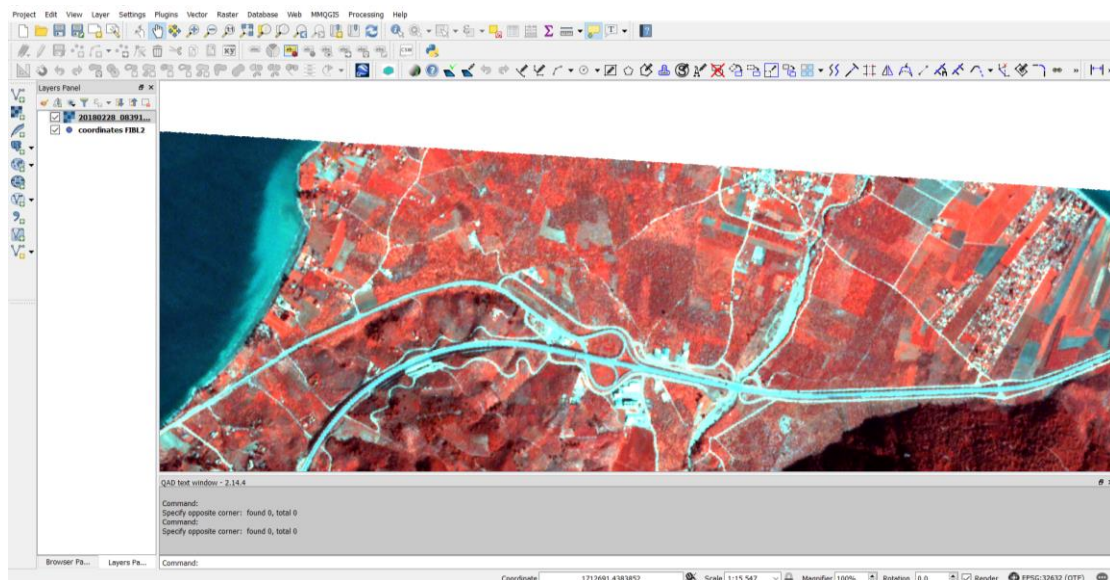 Project Edit View Layer Settings Plugins Vector Raster Database Web MMQGIS Processing Help
Layers Panel
20180228_08391...
coordinates FIBL2
QAD text window - 2.14.4
Command:
Specify opposite corner: found 0, total 0
Command:
Specify opposite corner: found 0, total 0
Browser Pa... Layers Pa... Command:
Coordinate 1712691,4383852 Scale 1:15.547 Magnifier 100% Rotation 0,0 Render EPSG:32632 (OTF)